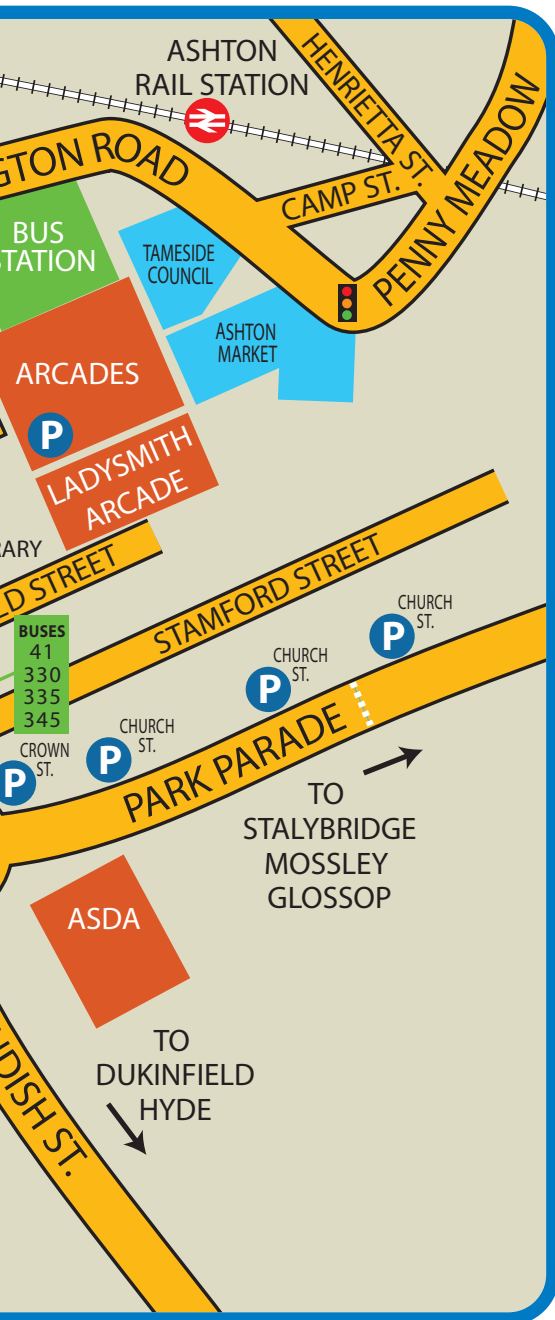 ASHTON
RAIL STATION
HENRIETTA ST.
GTON ROAD
CAMP ST.
PENNY MEADOW
BUS
STATION
TAMESIDE
COUNCIL
ASHTON
MARKET
ARCADES
P
LADYSMITH
ARCADE
RARY
LD STREET
STAMFORD STREET
BUSES
41
330
335
345
CHURCH
ST.
P
CHURCH
ST.
P
CHURCH
ST.
P
CROWN
ST.
P
PARK PARADE
TO
STALYBRIDGE
MOSSLEY
GLOSSOP
ASDA
TO
DUKINFIELD
HYDE
DISH ST.